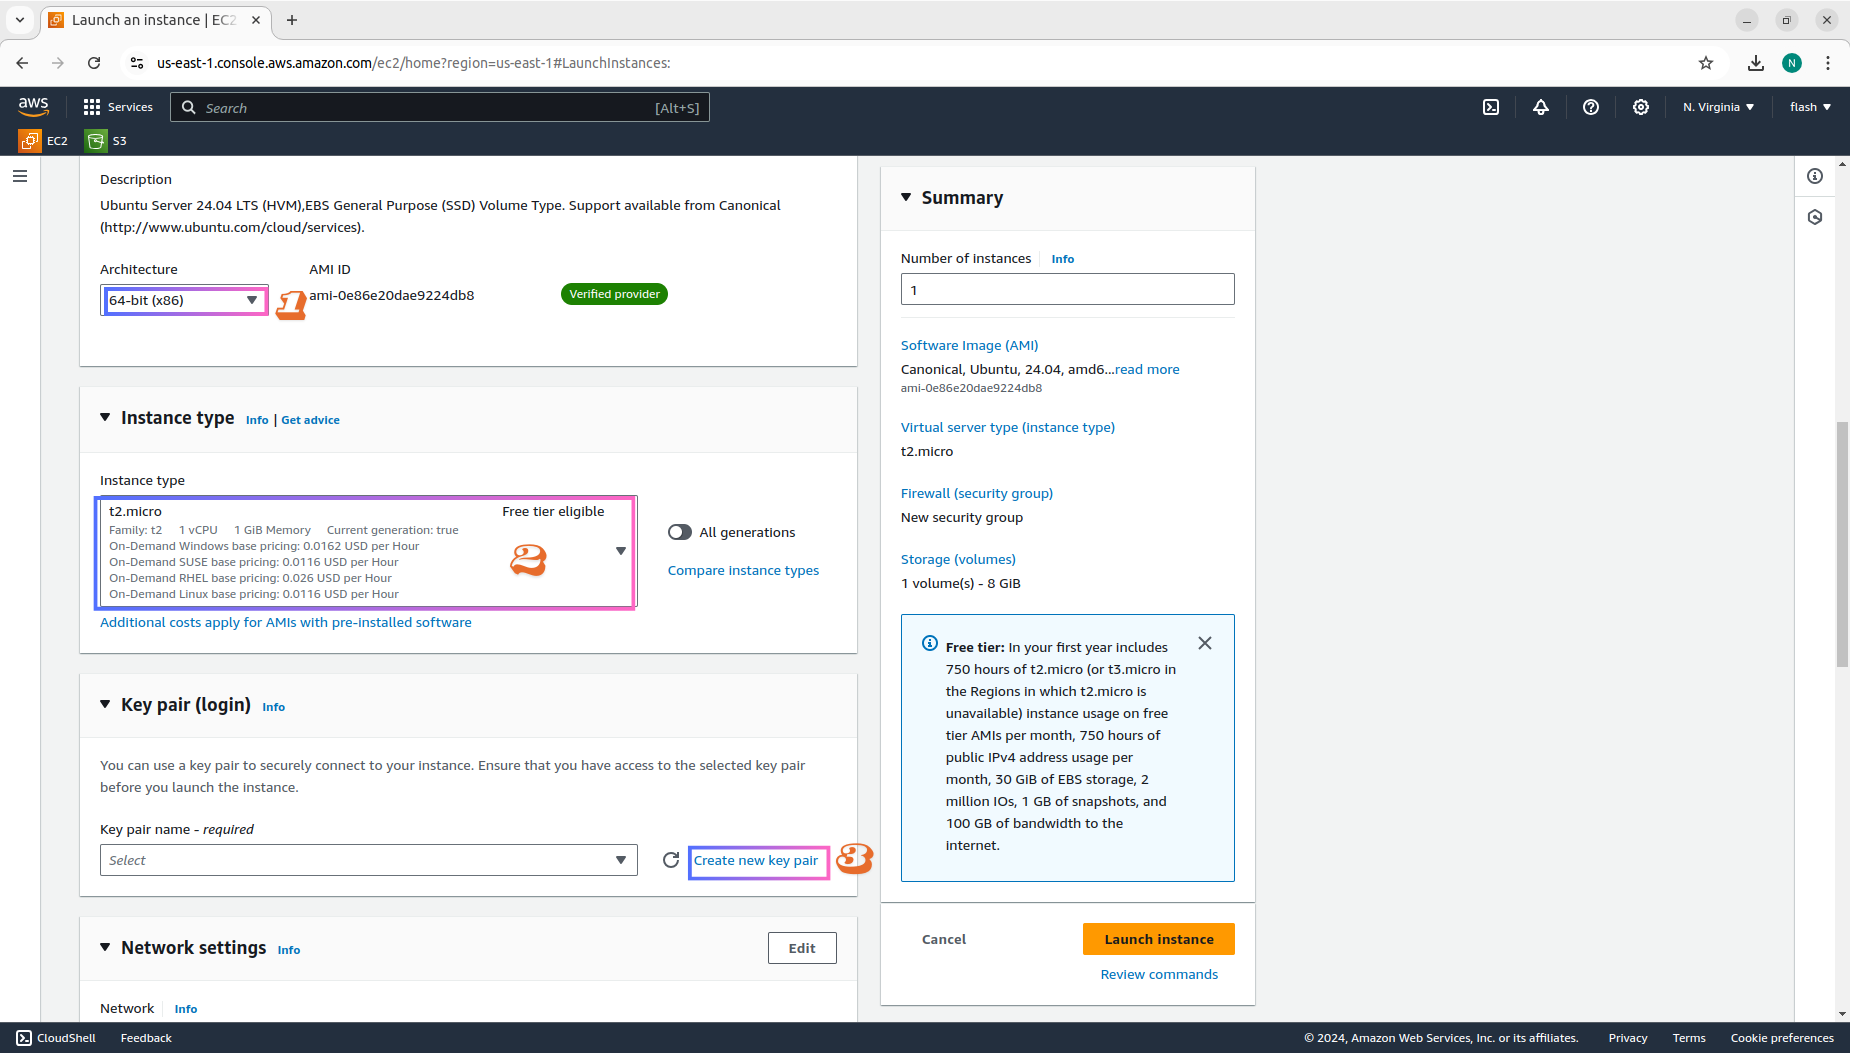 Launch an instance | EC2
us-east-1.console.aws.amazon.com/ec2/home?region=us-east-1#LaunchInstances:
N
aws
Services
Search
[Alt+S]
N. Virginia
flash
EC2
S3
Description
Ubuntu Server 24.04 LTS (HVM),EBS General Purpose (SSD) Volume Type. Support available from Canonical
(http://www.ubuntu.com/cloud/services).
Architecture
AMI ID
64-bit (x86)
1
ami-0e86e20dae9224db8
Verified provider
Instance type
Info | Get advice
Instance type
t2.micro
Free tier eligible
Family: t2 1 vCPU 1 GiB Memory Current generation: true
On-Demand Windows base pricing: 0.0162 USD per Hour
On-Demand SUSE base pricing: 0.0116 USD per Hour
On-Demand RHEL base pricing: 0.026 USD per Hour
On-Demand Linux base pricing: 0.0116 USD per Hour
2
All generations
Compare instance types
Additional costs apply for AMIs with pre-installed software
Key pair (login)
Info
You can use a key pair to securely connect to your instance. Ensure that you have access to the selected key pair
before you launch the instance.
Key pair name - required
Select
Create new key pair
3
Network settings
Info
Edit
Network
Info
Summary
Number of instances
Info
1
Software Image (AMI)
Canonical, Ubuntu, 24.04, amd6...read more
ami-0e86e20dae9224db8
Virtual server type (instance type)
t2.micro
Firewall (security group)
New security group
Storage (volumes)
1 volume(s) - 8 GiB
Free tier: In your first year includes
750 hours of t2.micro (or t3.micro in
the Regions in which t2.micro is
unavailable) instance usage on free
tier AMIs per month, 750 hours of
public IPv4 address usage per
month, 30 GiB of EBS storage, 2
million IOs, 1 GB of snapshots, and
100 GB of bandwidth to the
internet.
Cancel
Launch instance
Review commands
CloudShell
Feedback
© 2024, Amazon Web Services, Inc. or its affiliates.
Privacy
Terms
Cookie preferences